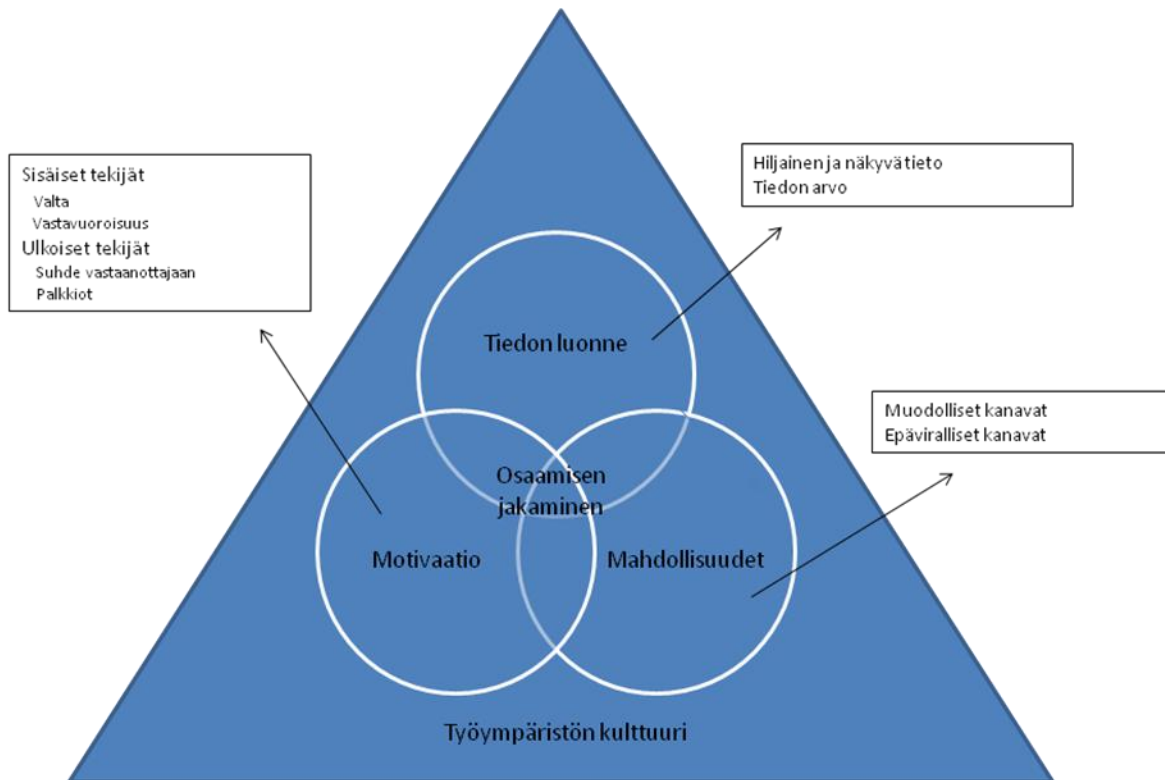 Sisäiset tekijät
Valta
Vastavuoroisuus
Ulkoiset tekijät
Suhde vastaanottajaan
Palkkiot
Hiljainen ja näkyvä tieto
Tiedon arvo
Tiedon luonne
Muodolliset kanavat
Epäviralliset kanavat
Osaamisen
jakaminen
Motivaatio
Mahdollisuudet
Työympäristön kulttuuri